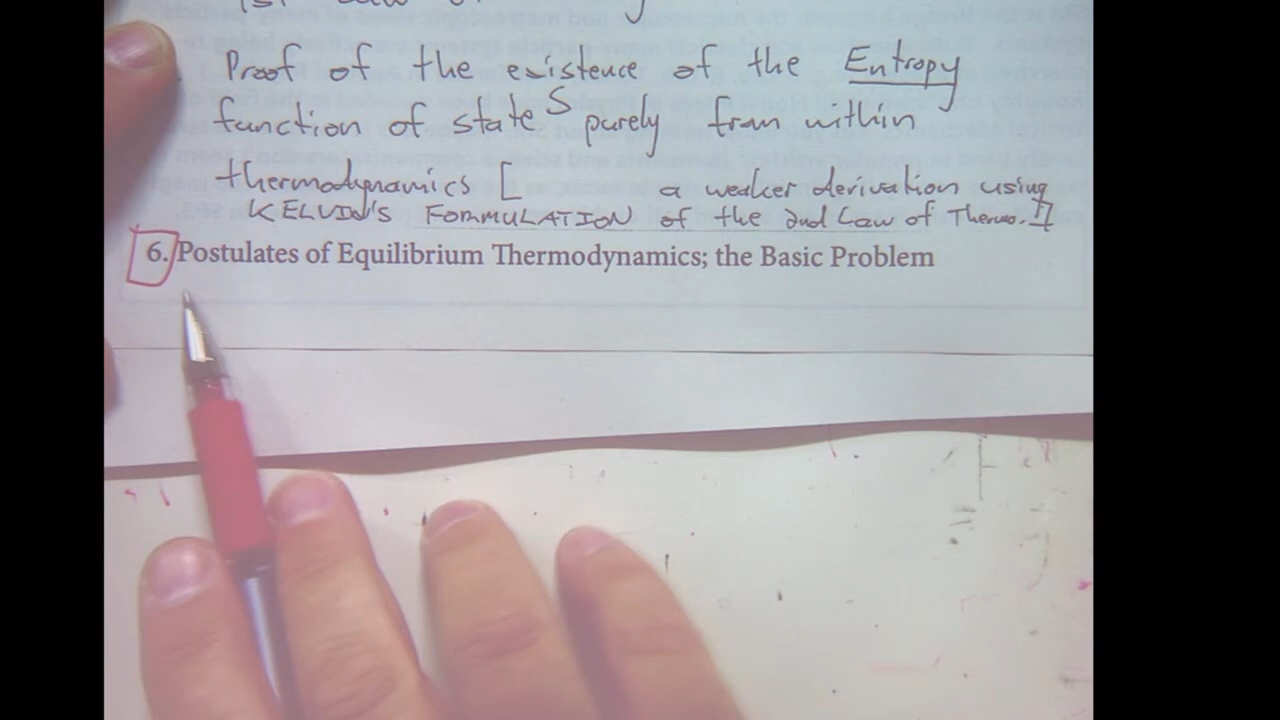 Proof of the existence of the Entropy
function of state S purely from within
thermodynamics [ a weaker derivation using
KELVIN'S FORMULATION of the 2nd Law of Thermo.]
6. Postulates of Equilibrium Thermodynamics; the Basic Problem